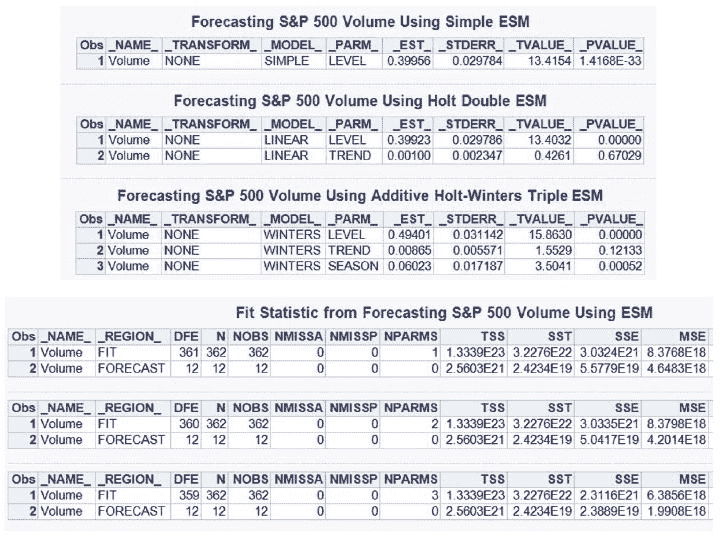 Forecasting S&P 500 Volume Using Simple ESM
Obs _NAME_ _TRANSFORM_ _MODEL_ _PARM_ _EST_ _STDERR_ _TVALUE_ _PVALUE_
1 Volume NONE SIMPLE LEVEL 0.39956 0.029784 13.4154 1.4168E-33
Forecasting S&P 500 Volume Using Holt Double ESM
Obs _NAME_ _TRANSFORM_ _MODEL_ _PARM_ _EST_ _STDERR_ _TVALUE_ _PVALUE_
1 Volume NONE LINEAR LEVEL 0.39923 0.029786 13.4032 0.00000
2 Volume NONE LINEAR TREND 0.00100 0.002347 0.4261 0.67029
Forecasting S&P 500 Volume Using Additive Holt-Winters Triple ESM
Obs _NAME_ _TRANSFORM_ _MODEL_ _PARM_ _EST_ _STDERR_ _TVALUE_ _PVALUE_
1 Volume NONE WINTERS LEVEL 0.49401 0.031142 15.8630 0.00000
2 Volume NONE WINTERS TREND 0.00865 0.005571 1.5529 0.12133
3 Volume NONE WINTERS SEASON 0.06023 0.017187 3.5041 0.00052
Fit Statistic from Forecasting S&P 500 Volume Using ESM
Obs _NAME_ _REGION_ DFE N NOBS NMISSA NMISSP NPARMS TSS SST SSE MSE
1 Volume FIT 361 362 362 0 0 1 1.3339E23 3.2276E22 3.0324E21 8.3768E18
2 Volume FORECAST 12 12 12 0 0 0 2.5603E21 2.4234E19 5.5779E19 4.6483E18
Obs _NAME_ _REGION_ DFE N NOBS NMISSA NMISSP NPARMS TSS SST SSE MSE
1 Volume FIT 360 362 362 0 0 2 1.3339E23 3.2276E22 3.0335E21 8.3798E18
2 Volume FORECAST 12 12 12 0 0 0 2.5603E21 2.4234E19 5.0417E19 4.2014E18
Obs _NAME_ _REGION_ DFE N NOBS NMISSA NMISSP NPARMS TSS SST SSE MSE
1 Volume FIT 359 362 362 0 0 3 1.3339E23 3.2276E22 2.3116E21 6.3856E18
2 Volume FORECAST 12 12 12 0 0 0 2.5603E21 2.4234E19 2.3889E19 1.9908E18